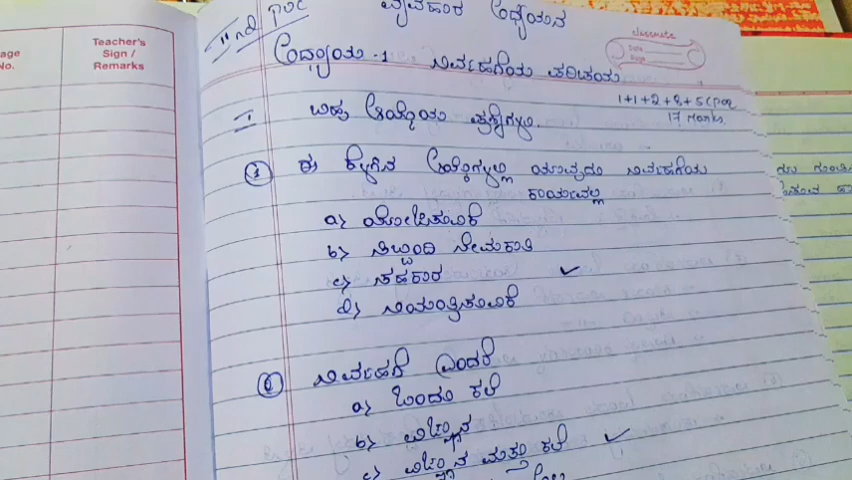 age
No.
Teacher's
Sign /
Remarks
IInd PUC
ವ್ಯವಹಾರ ಅಧ್ಯಯನ
classmate
Date
Page
ಅಧ್ಯಾಯ -1 ನಿರ್ವಹಣೆಯ ಪರಿಚಯ
1+1+2+8+5
17 Marks
I ಬಹು ಆಯ್ಕೆಯ ಪ್ರಶ್ನೆಗಳು.
1 ಈ ಕೆಳಗಿನ ಆಯ್ಕೆಗಳಲ್ಲಿ ಯಾವುದು ನಿರ್ವಹಣೆಯ
ಕಾರ್ಯವಲ್ಲ
a) ಯೋಜಿಸುವಿಕೆ
b) ಸಿಬ್ಬಂದಿ ನೇಮಕಾತಿ
c) ಸಹಕಾರ ✓
d) ನಿಯಂತ್ರಿಸುವಿಕೆ
2 ನಿರ್ವಹಣೆ ಎಂದರೆ
a) ಒಂದು ಕಲೆ
b) ವಿಜ್ಞಾನ
c) ವಿಜ್ಞಾನ ಮತ್ತು ಕಲೆ ✓